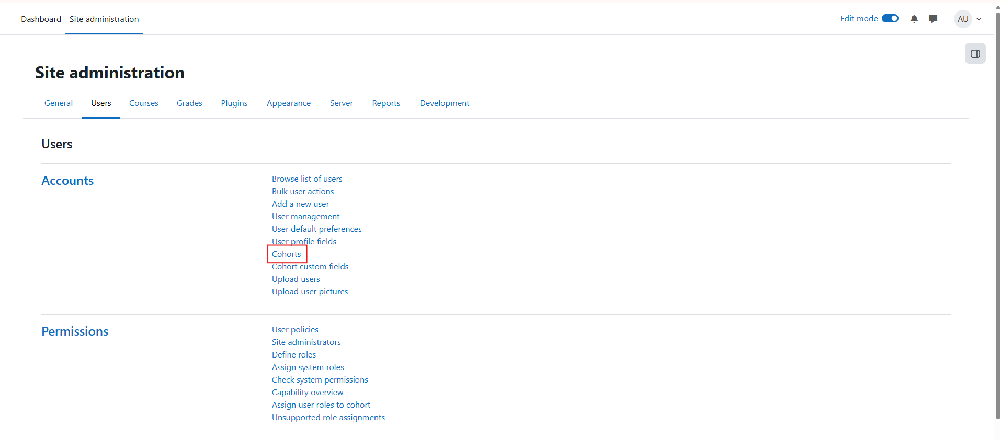 Dashboard Site administration Edit mode AU
Site administration
General Users Courses Grades Plugins Appearance Server Reports Development
Users
Accounts
Browse list of users
Bulk user actions
Add a new user
User management
User default preferences
User profile fields
Cohorts
Cohort custom fields
Upload users
Upload user pictures
Permissions
User policies
Site administrators
Define roles
Assign system roles
Check system permissions
Capability overview
Assign user roles to cohort
Unsupported role assignments